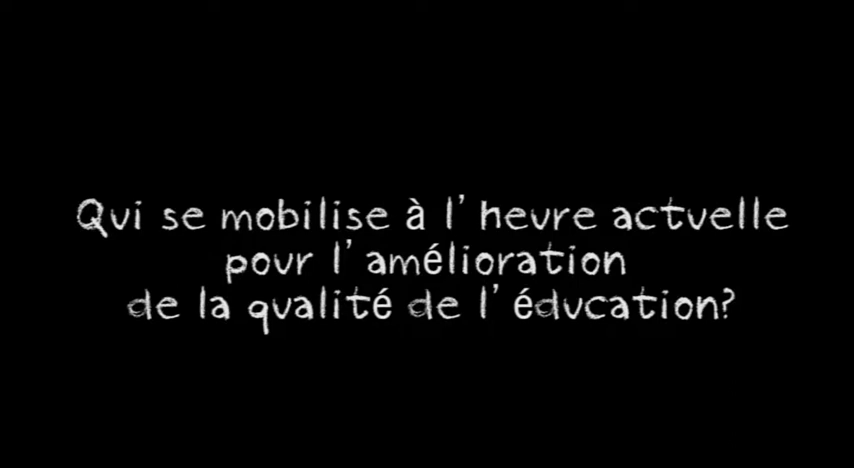 Qui se mobilise à l'heure actuelle
pour l'amélioration
de la qualité de l'éducation?